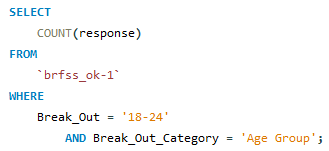 SELECT
COUNT(response)
FROM
`brfss_ok-1`
WHERE
Break_Out = '18-24'
AND Break_Out_Category = 'Age Group';